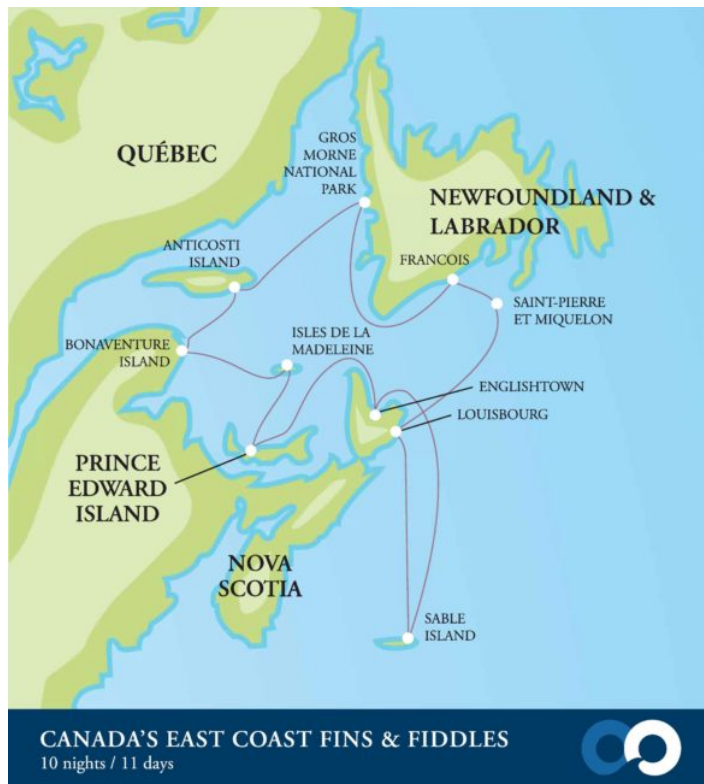 QUÉBEC
GROS
MORNE
NATIONAL
PARK
NEWFOUNDLAND &
LABRADOR
ANTICOSTI
ISLAND
FRANCOIS
SAINT-PIERRE
ET MIQUELON
BONAVENTURE
ISLAND
ISLES DE LA
MADELEINE
ENGLISHTOWN
LOUISBOURG
PRINCE
EDWARD
ISLAND
NOVA
SCOTIA
SABLE
ISLAND
CANADA'S EAST COAST FINS & FIDDLES
10 nights / 11 days